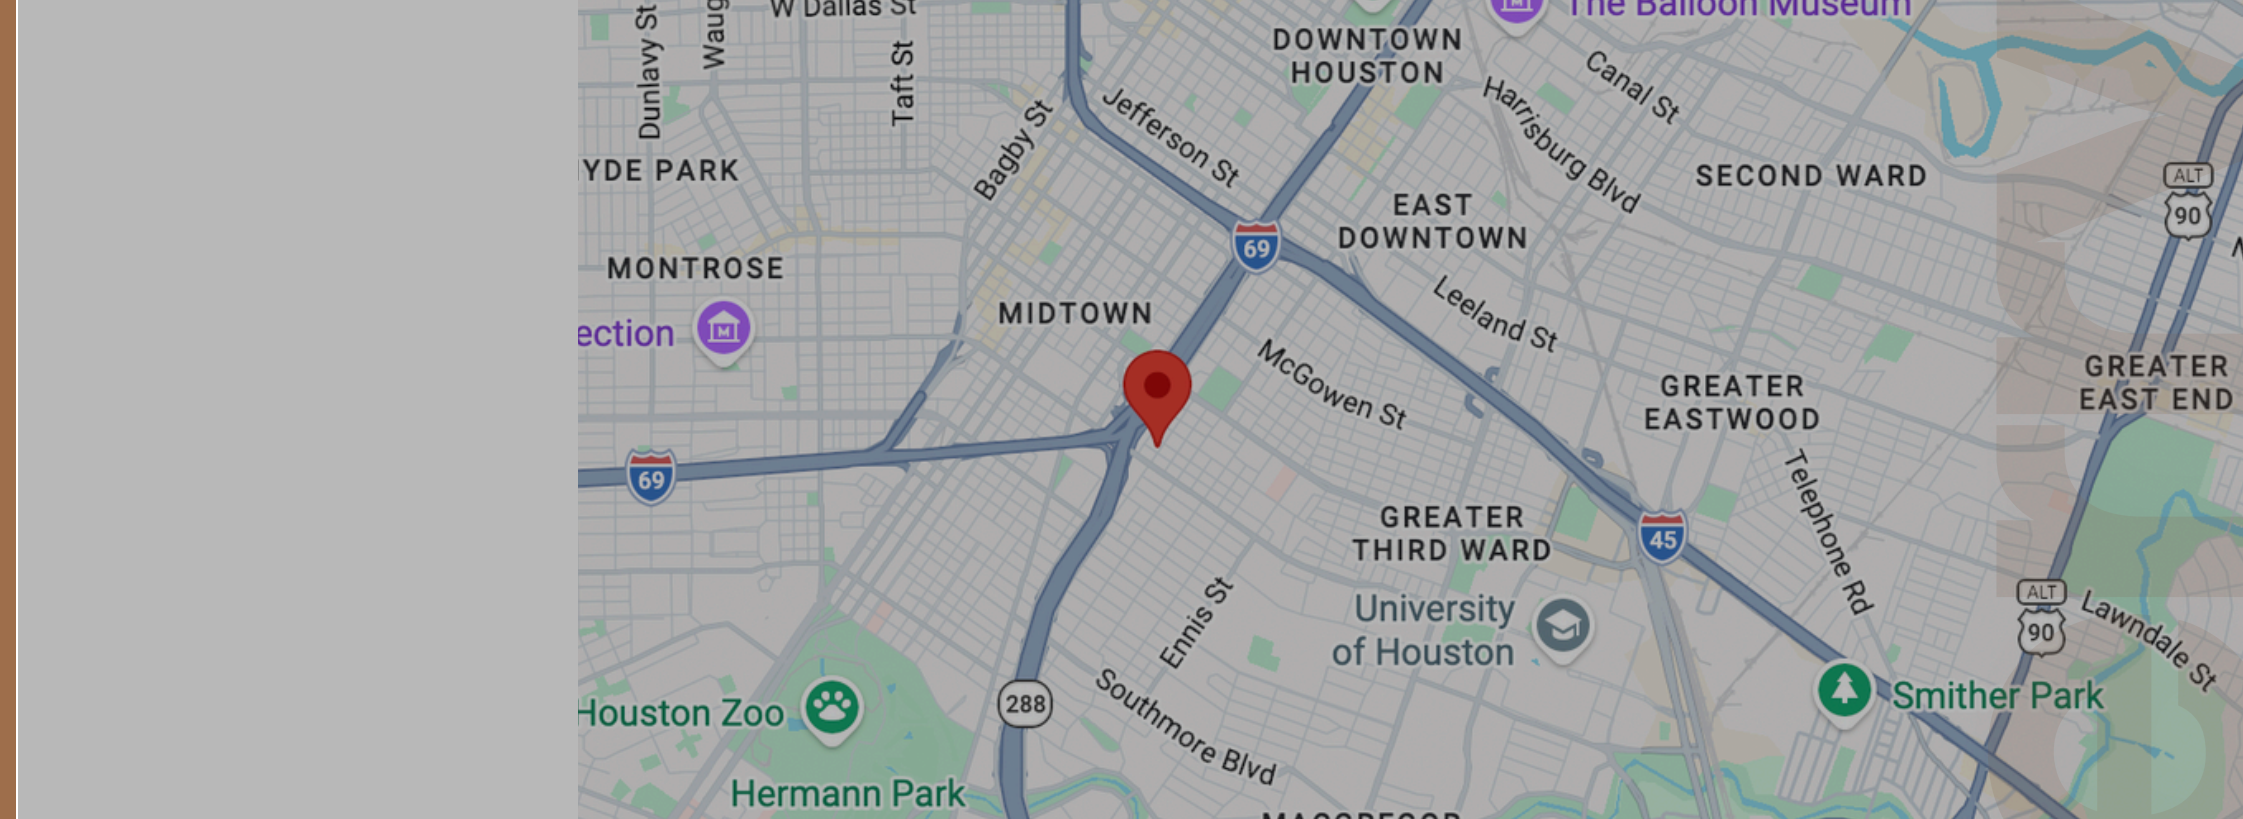 W Dallas St
The Balloon Museum
Dunlavy St
Waug
Taft St
DOWNTOWN
HOUSTON
Canal St
Jefferson St
Harrisburg Blvd
Bagby St
YDE PARK
SECOND WARD
ALT
90
EAST
DOWNTOWN
69
MONTROSE
MIDTOWN
Leeland St
ection
McGowen St
GREATER
EAST END
GREATER
EASTWOOD
69
Telephone Rd
GREATER
THIRD WARD
45
Ennis St
University
of Houston
ALT
90
Lawndale St
288
Smither Park
Houston Zoo
Southmore Blvd
Hermann Park
MACGREGOR